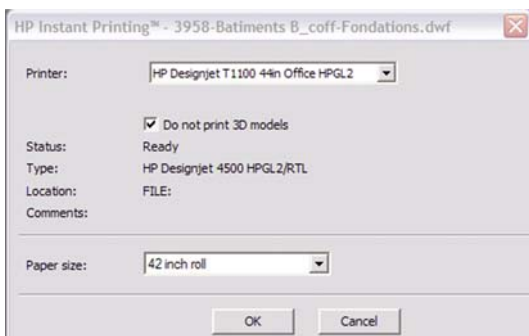 HP Instant Printing™ - 3958-Batiments B_coff-Fondations.dwf
Printer: HP Designjet T1100 44in Office HPGL2
Do not print 3D models
Status: Ready
Type: HP Designjet 4500 HPGL2/RTL
Location: FILE:
Comments:
Paper size: 42 inch roll
OK Cancel